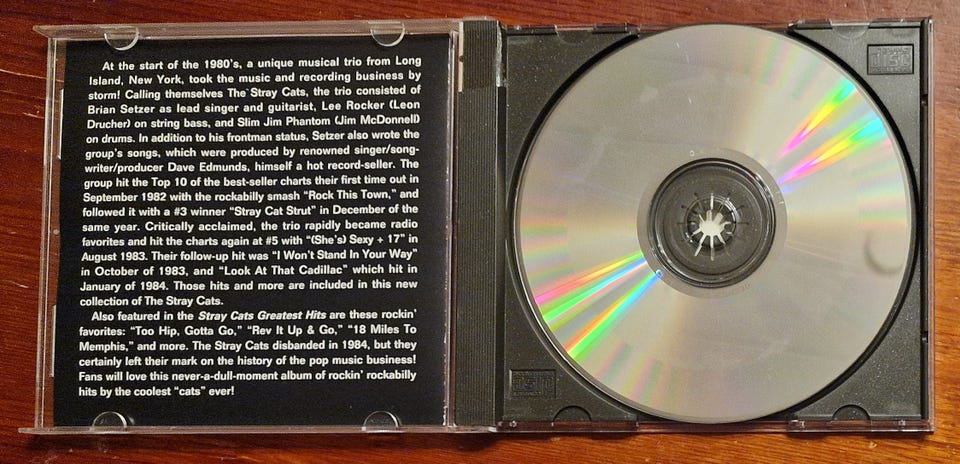 At the start of the 1980's, a unique musical trio from Long
Island, New York, took the music and recording business by
storm! Calling themselves The Stray Cats, the trio consisted of
Brian Setzer as lead singer and guitarist, Lee Rocker (Leon
Drucher) on string bass, and Slim Jim Phantom (Jim McDonnell)
on drums. In addition to his frontman status, Setzer also wrote the
group's songs, which were produced by renowned singer/song-
writer/producer Dave Edmunds, himself a hot record-seller. The
group hit the Top 10 of the best-seller charts their first time out in
September 1982 with the rockabilly smash “Rock This Town,” and
followed it with a #3 winner “Stray Cat Strut” in December of the
same year. Critically acclaimed, the trio rapidly became radio
favorites and hit the charts again at #5 with “(She's) Sexy + 17” in
August 1983. Their follow-up hit was “I Won't Stand In Your Way”
in October of 1983, and “Look At That Cadillac” which hit in
January of 1984. Those hits and more are included in this new
collection of The Stray Cats.
Also featured in the Stray Cats Greatest Hits are these rockin'
favorites: “Too Hip, Gotta Go,” “Rev It Up & Go,” “18 Miles To
Memphis,” and more. The Stray Cats disbanded in 1984, but they
certainly left their mark on the history of the pop music business!
Fans will love this never-a-dull-moment album of rockin' rockabilly
hits by the coolest “cats” ever!